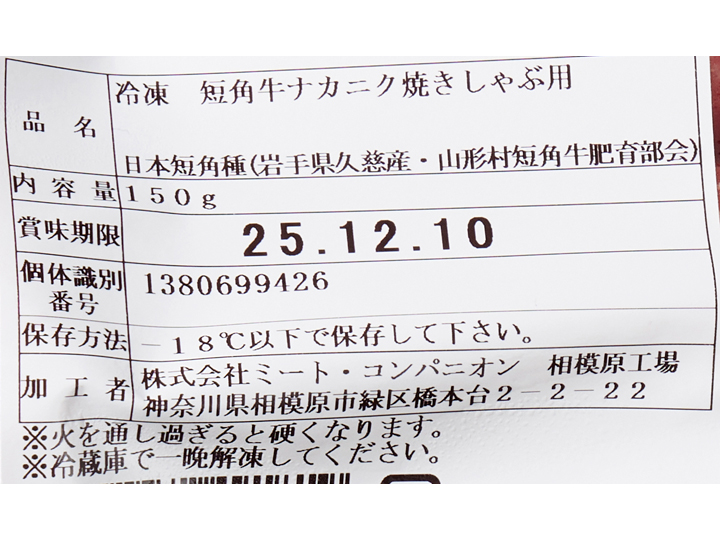 品名 冷凍 短角牛ナカニク焼きしゃぶ用
日本短角種(岩手県久慈産・山形村短角牛肥育部会)
内容量 150g
賞味期限 25.12.10
個体識別番号 1380699426
保存方法 −18℃以下で保存して下さい。
加工者 株式会社ミート・コンパニオン 相模原工場
神奈川県相模原市緑区橋本台2−2−22
※火を通し過ぎると硬くなります。
※冷蔵庫で一晩解凍してください。